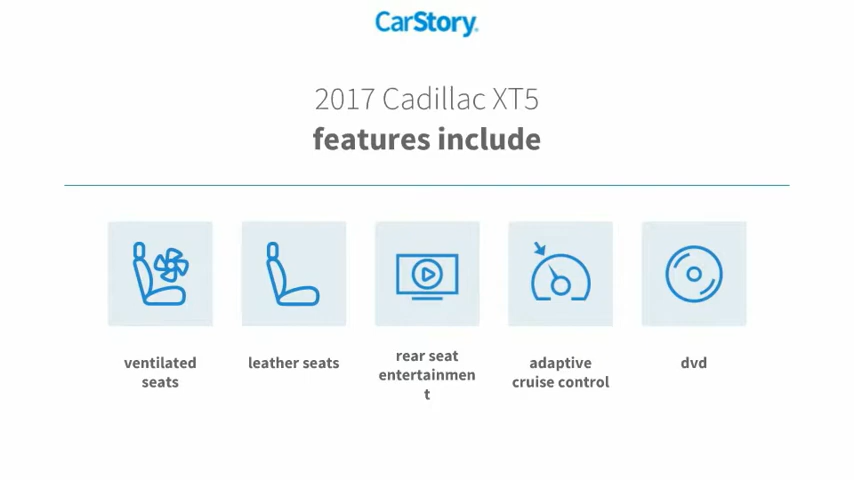 CarStory.
2017 Cadillac XT5
features include
ventilated
seats
leather seats
rear seat
entertainmen
t
adaptive
cruise control
dvd